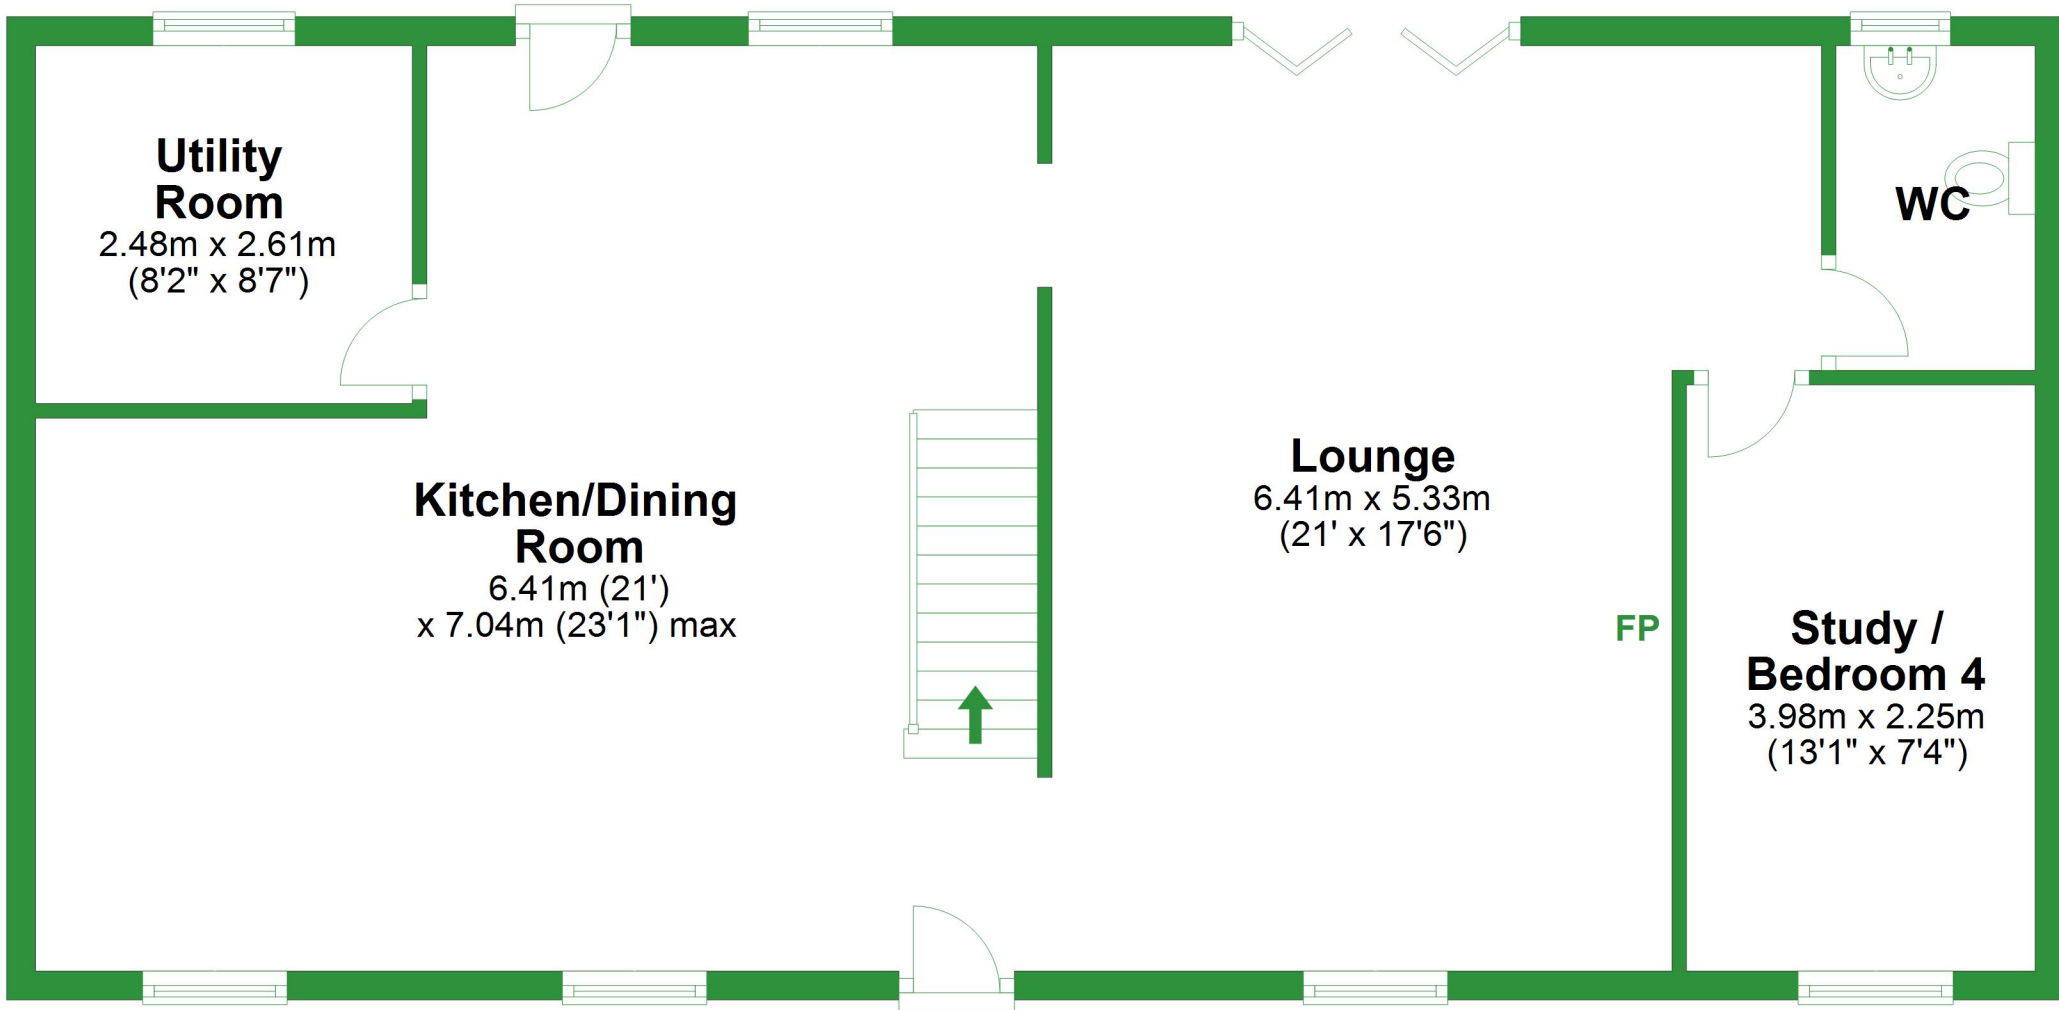 Utility
Room
2.48m x 2.61m
(8'2" x 8'7")
WC
Kitchen/Dining
Room
6.41m (21')
x 7.04m (23'1") max
Lounge
6.41m x 5.33m
(21' x 17'6")
FP
Study /
Bedroom 4
3.98m x 2.25m
(13'1" x 7'4")